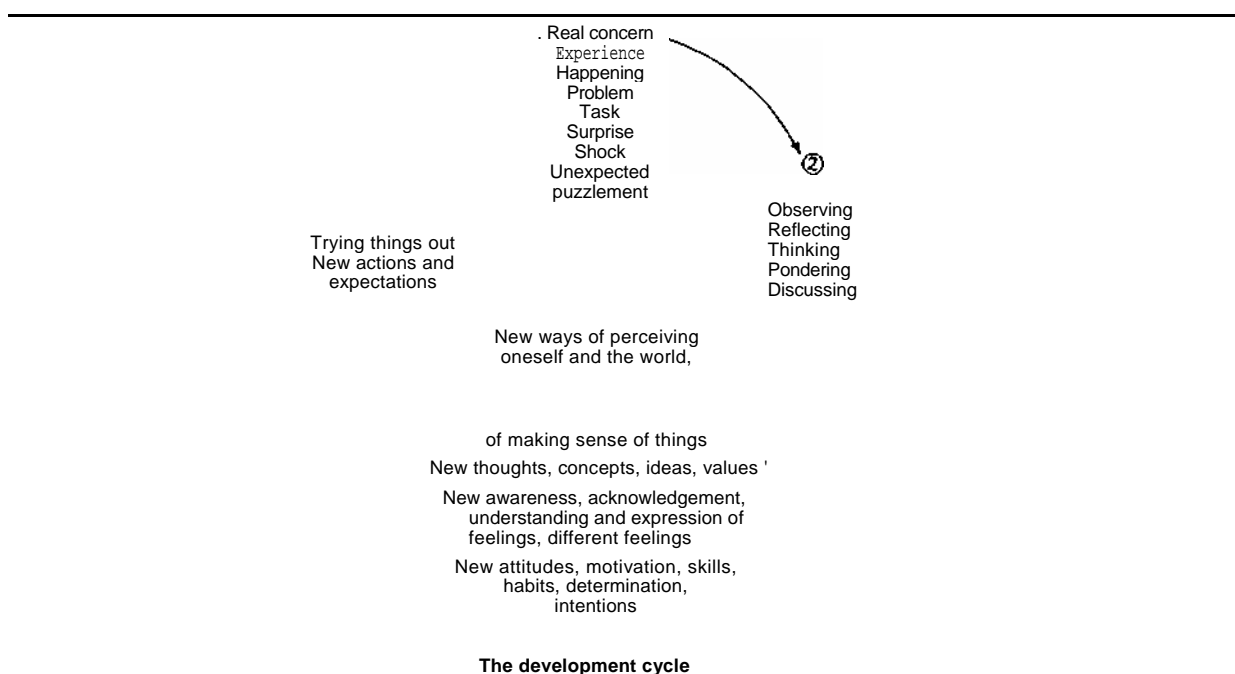 . Real concern
Experience
Happening
Problem
Task
Surprise
Shock
Unexpected
puzzlement
②
Observing
Reflecting
Thinking
Pondering
Discussing
Trying things out
New actions and
expectations
New ways of perceiving
oneself and the world,
of making sense of things
New thoughts, concepts, ideas, values '
New awareness, acknowledgement,
understanding and expression of
feelings, different feelings
New attitudes, motivation, skills,
habits, determination,
intentions
The development cycle